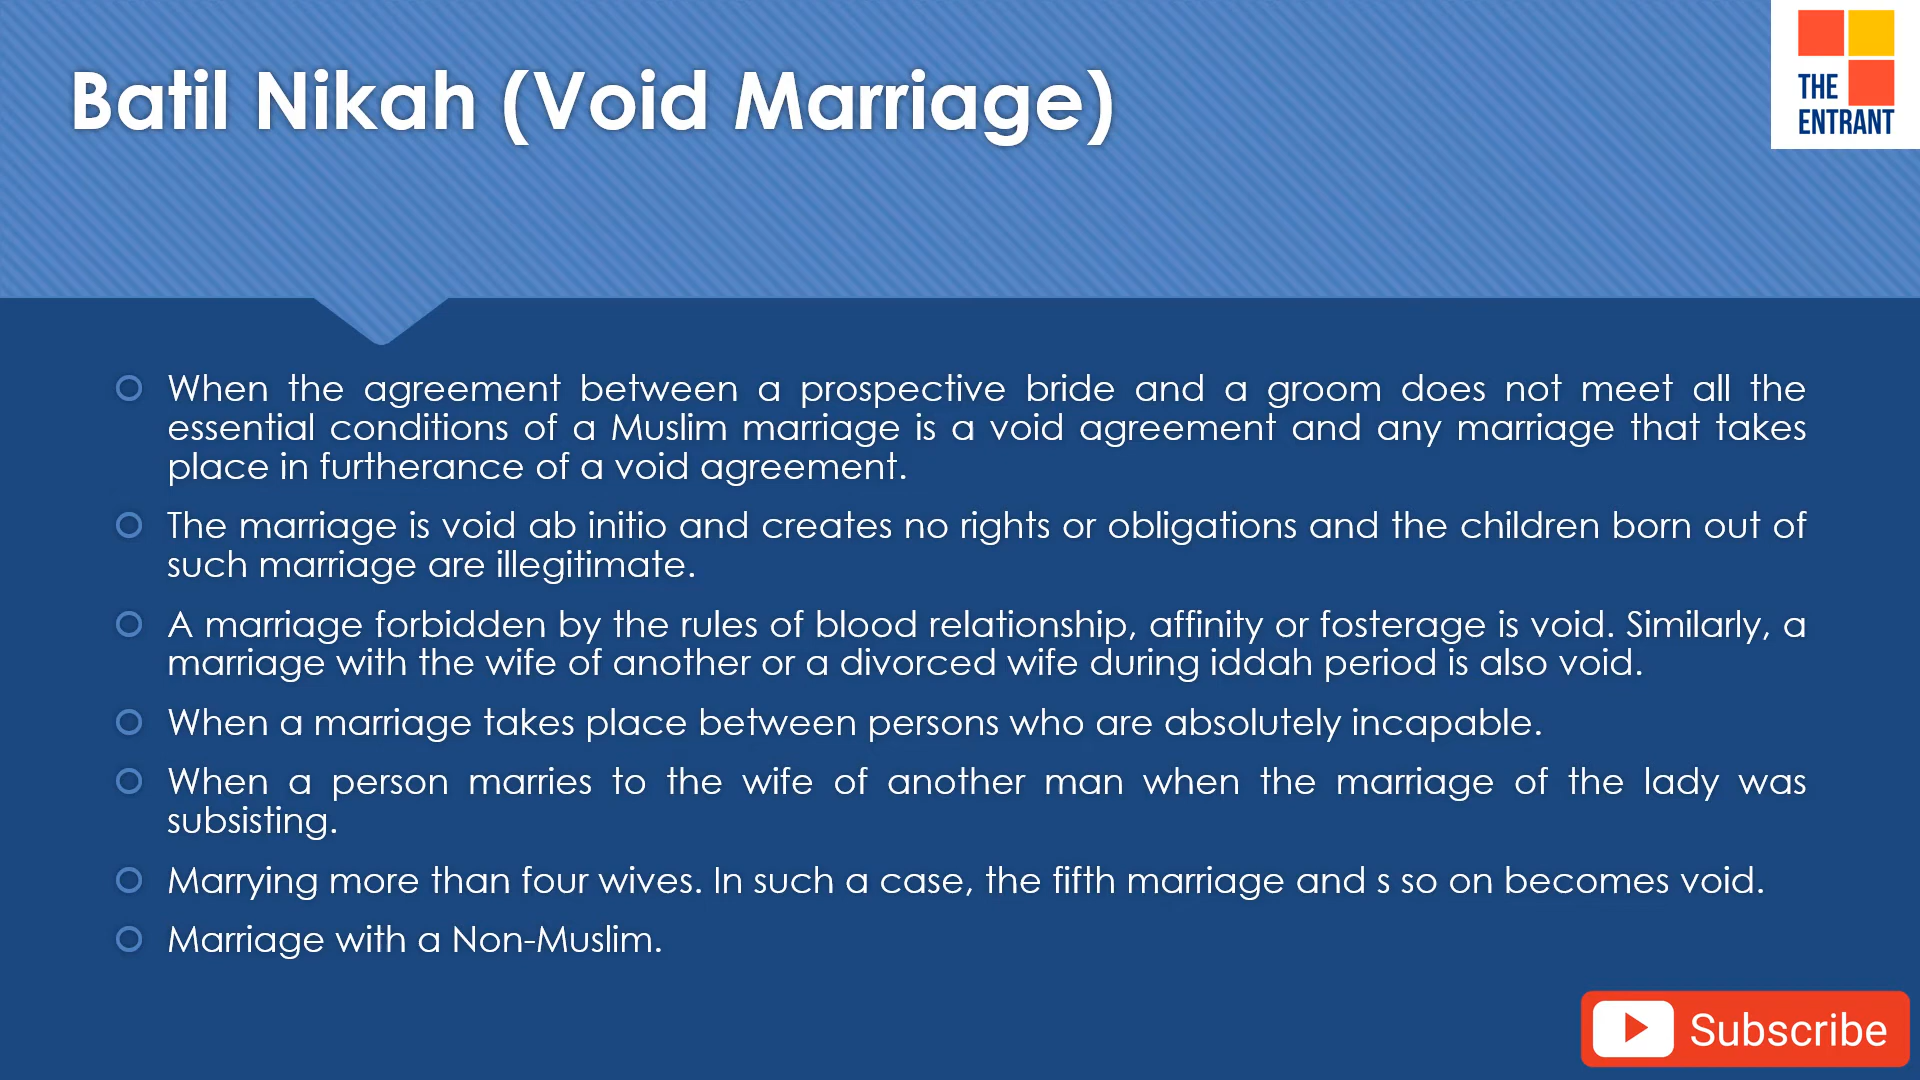 Batil Nikah (Void Marriage)
THE
ENTRANT
When the agreement between a prospective bride and a groom does not meet all the
essential conditions of a Muslim marriage is a void agreement and any marriage that takes
place in furtherance of a void agreement.
The marriage is void ab initio and creates no rights or obligations and the children born out of
such marriage are illegitimate.
A marriage forbidden by the rules of blood relationship, affinity or fosterage is void. Similarly, a
marriage with the wife of another or a divorced wife during iddah period is also void.
When a marriage takes place between persons who are absolutely incapable.
When a person marries to the wife of another man when the marriage of the lady was
subsisting.
Marrying more than four wives. In such a case, the fifth marriage and s so on becomes void.
Marriage with a Non-Muslim.
Subscribe